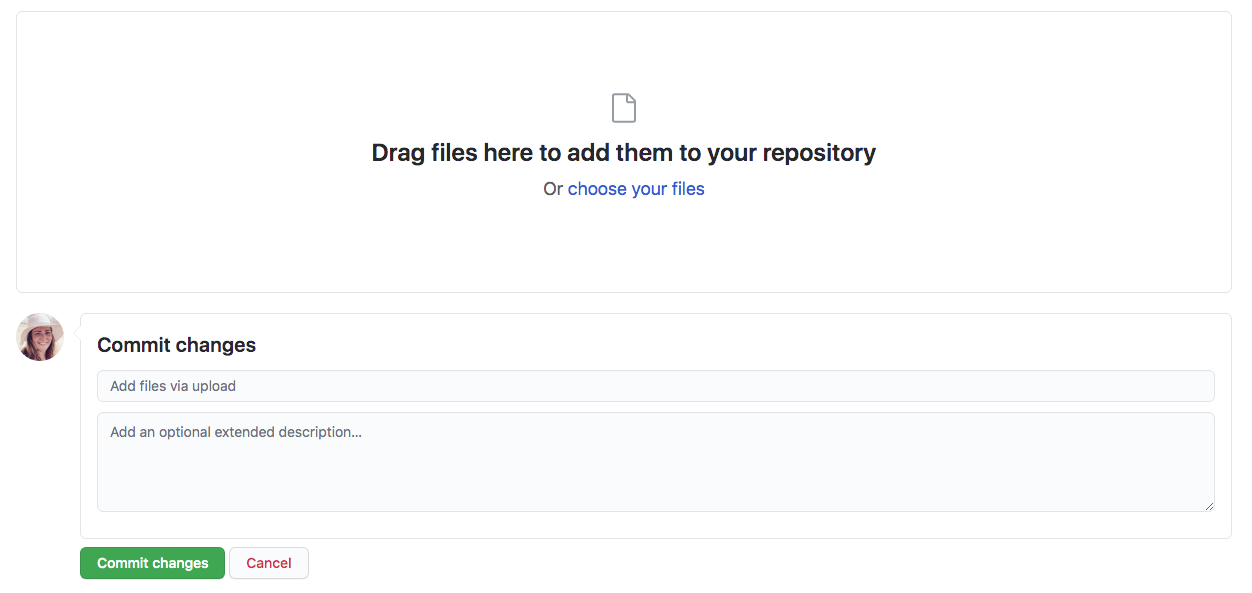 Drag files here to add them to your repository
Or choose your files
Commit changes
Add files via upload
Add an optional extended description...
Commit changes
Cancel